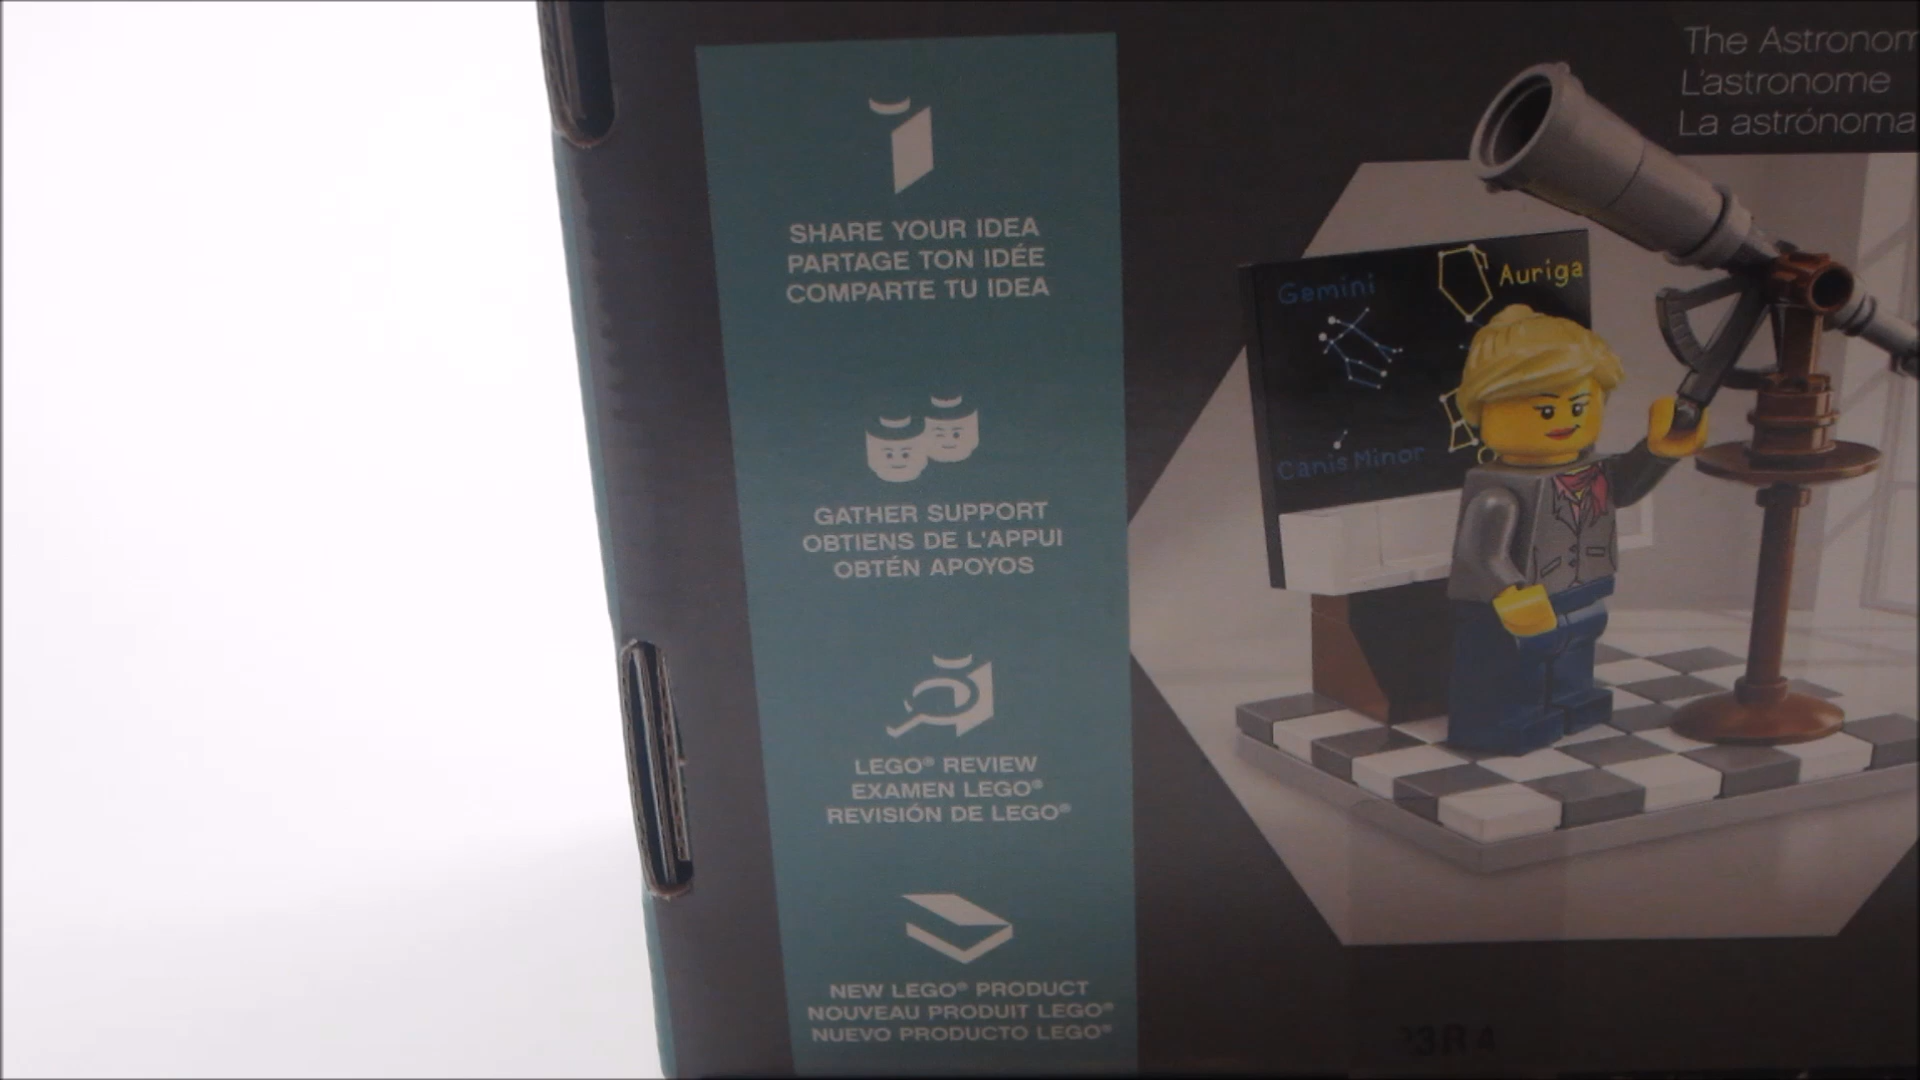 SHARE YOUR IDEA
PARTAGE TON IDÉE
COMPARTE TU IDEA
GATHER SUPPORT
OBTIENS DE L'APPUI
OBTÉN APOYOS
LEGO® REVIEW
EXAMEN LEGO®
REVISIÓN DE LEGO®
NEW LEGO® PRODUCT
NOUVEAU PRODUIT LEGO®
NUEVO PRODUCTO LEGO®
The Astronom
L'astronome
La astrónoma
Gemini
Auriga
Canis Minor